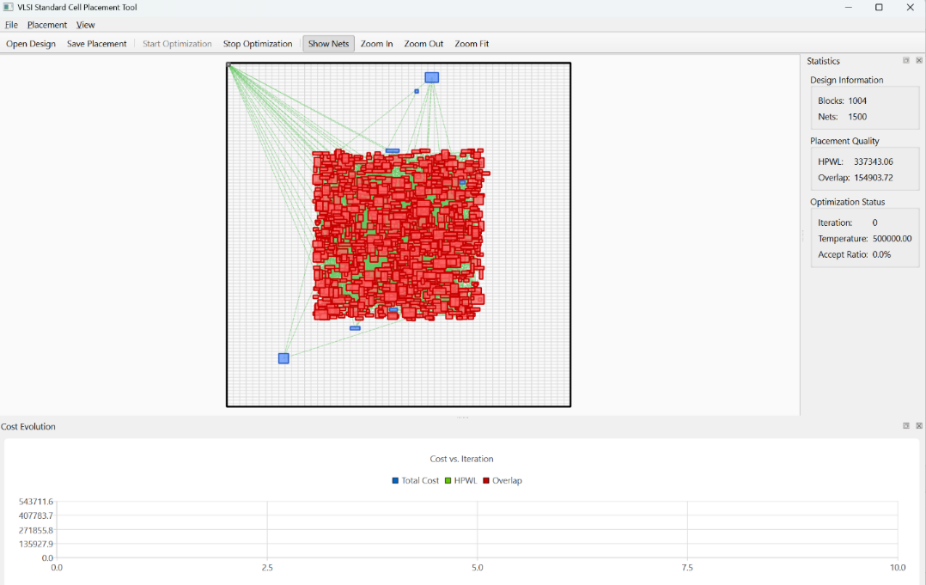 VLSI Standard Cell Placement Tool
File Placement View
Open Design Save Placement Start Optimization Stop Optimization Show Nets Zoom In Zoom Out Zoom Fit
Statistics
Design Information
Blocks: 1004
Nets: 1500
Placement Quality
HPWL: 337343.06
Overlap: 154903.72
Optimization Status
Iteration: 0
Temperature: 500000.00
Accept Ratio: 0.0%
Cost Evolution
Cost vs. Iteration
Total Cost HPWL Overlap
543711.6
407783.7
271855.8
135927.9
0.0
0.0 2.5 5.0 7.5 10.0